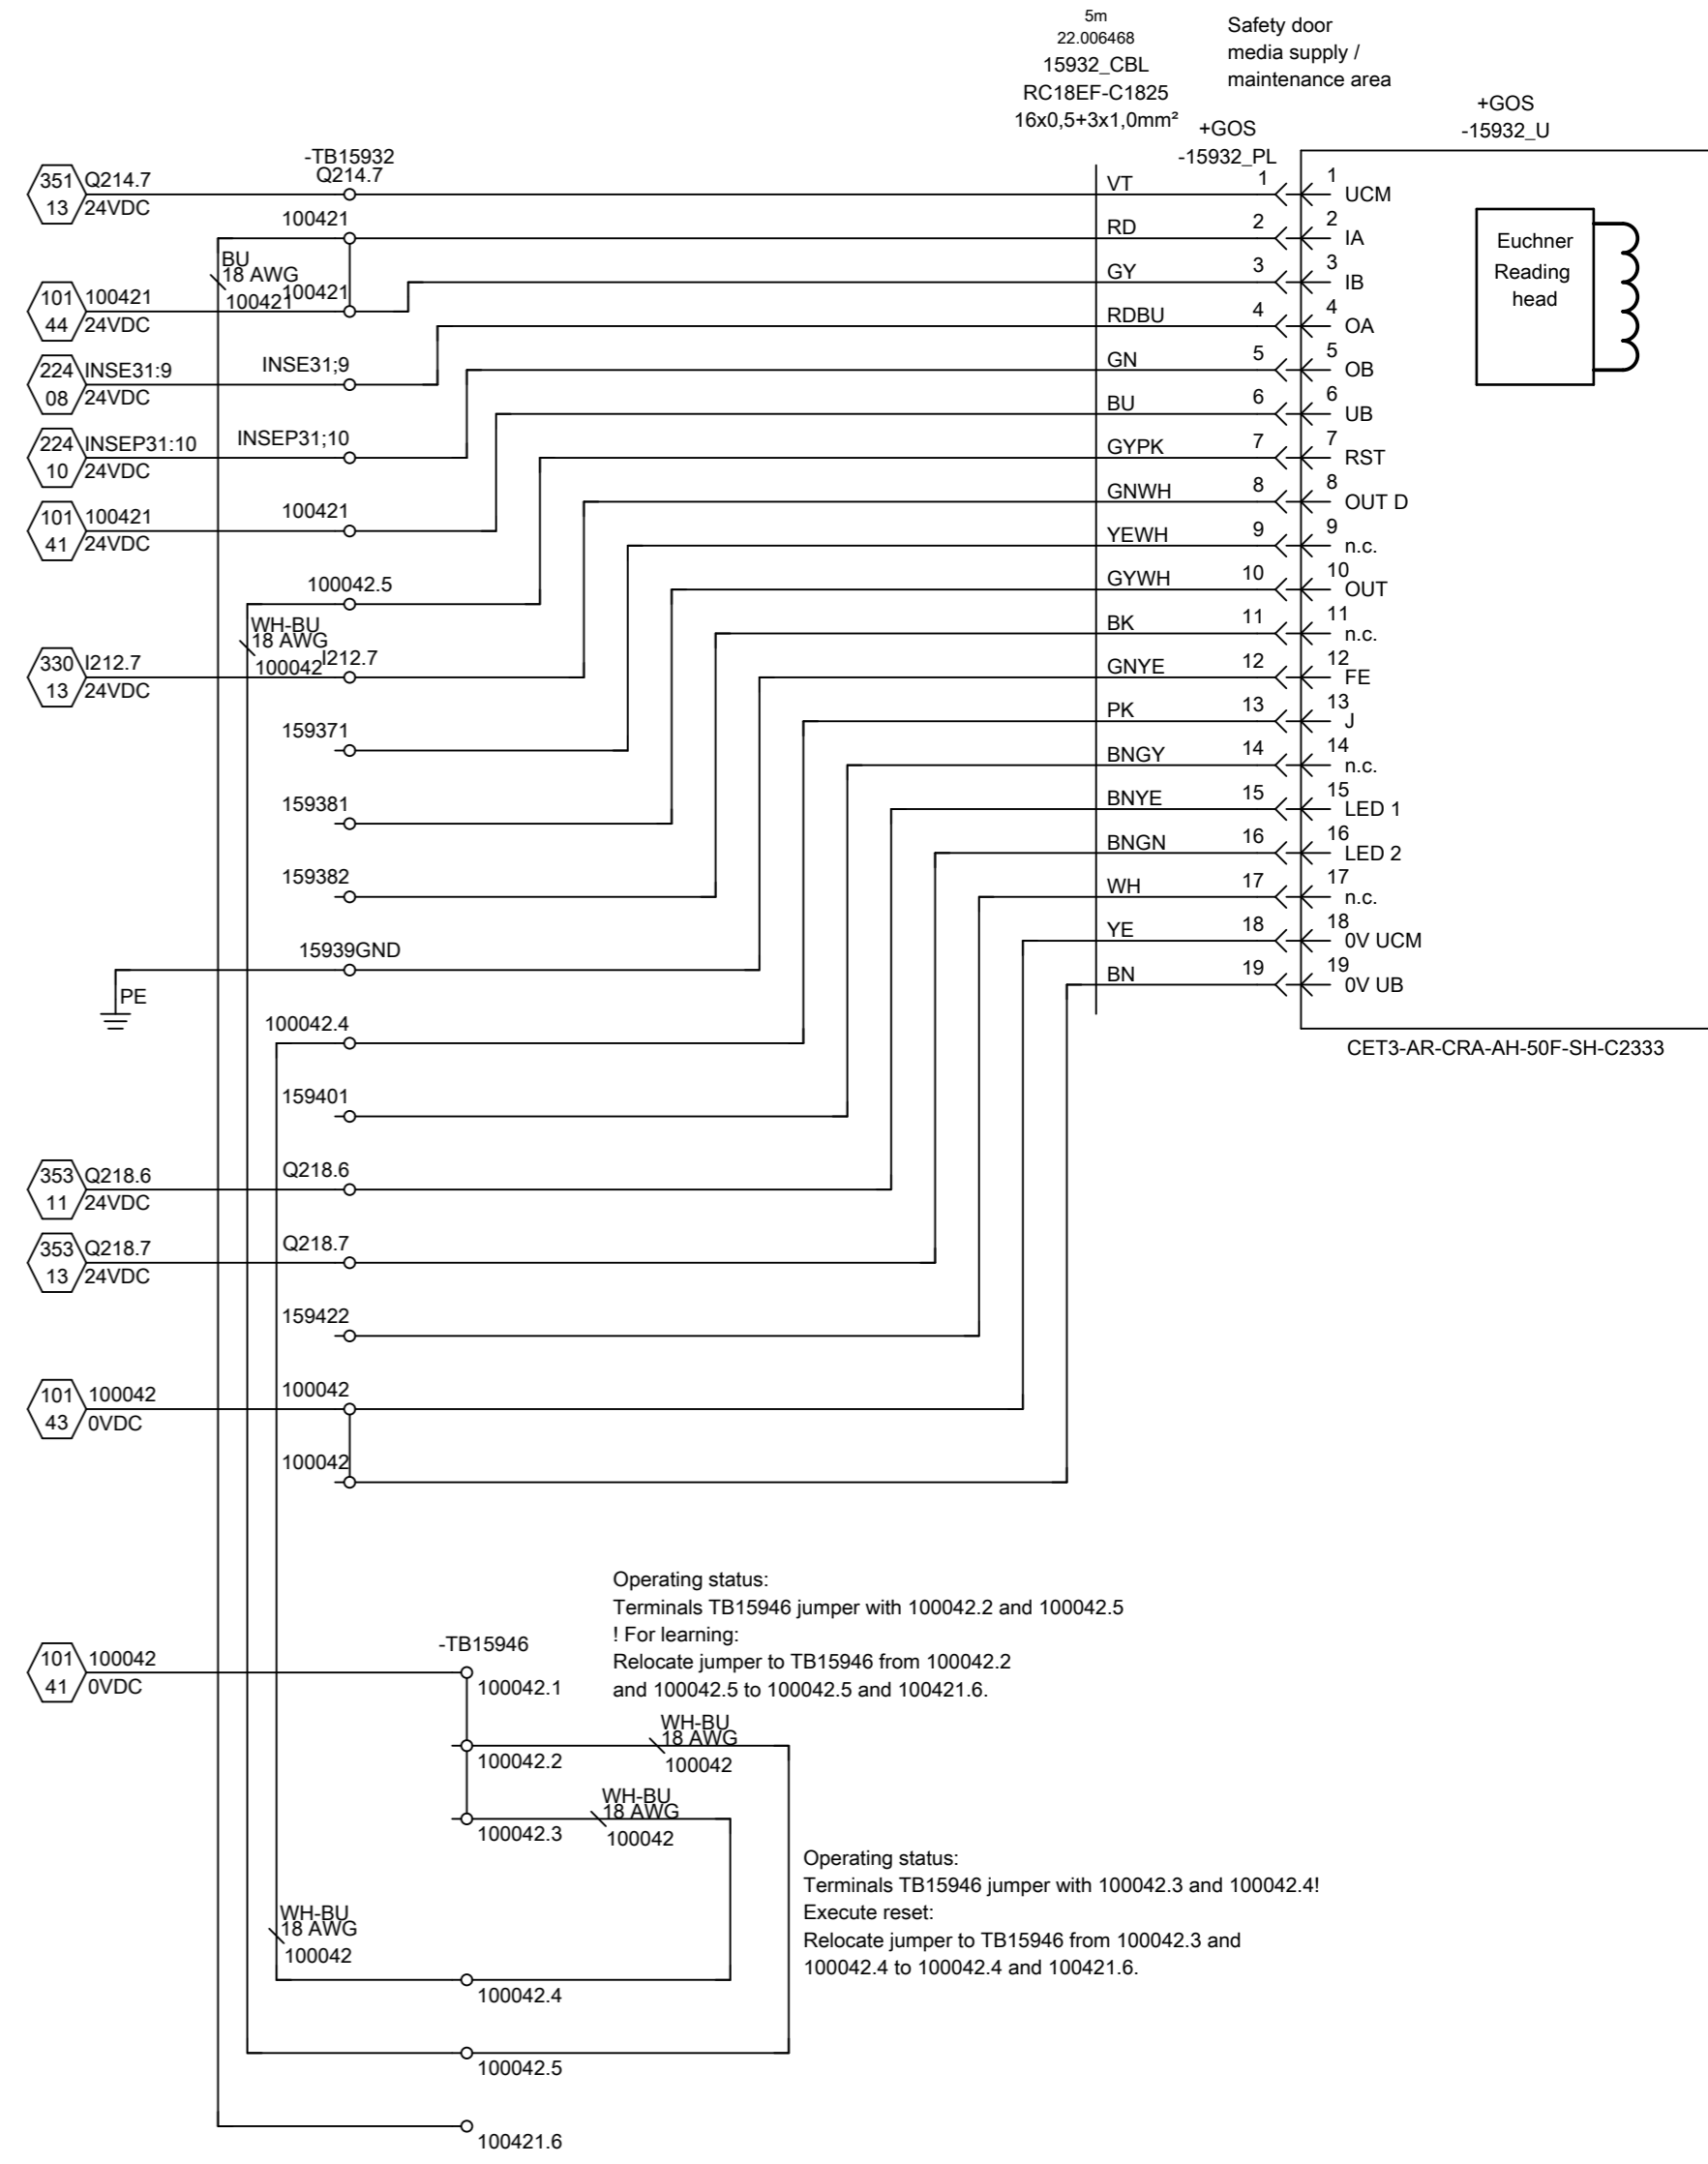 5m
22.006468
15932_CBL
RC18EF-C1825
16x0,5+3x1,0mm²
Safety door
media supply /
maintenance area
+GOS
-15932_PL
+GOS
-15932_U
-TB15932
351
13
Q214.7
24VDC
Q214.7
VT
1
1
UCM
100421
RD
2
2
IA
BU
18 AWG
100421
101
44
100421
24VDC
100421
GY
3
3
IB
RDBU
4
4
OA
224
08
INSE31:9
24VDC
INSE31;9
GN
5
5
OB
BU
6
6
UB
224
10
INSEP31:10
24VDC
INSEP31;10
GYPK
7
7
RST
GNWH
8
8
OUT D
101
41
100421
24VDC
100421
YEWH
9
9
n.c.
100042.5
GYWH
10
10
OUT
WH-BU
18 AWG
100042
BK
11
11
n.c.
330
13
I212.7
24VDC
I212.7
GNYE
12
12
FE
159371
PK
13
13
J
BNGY
14
14
n.c.
159381
BNYE
15
15
LED 1
BNGN
16
16
LED 2
159382
WH
17
17
n.c.
YE
18
18
0V UCM
15939GND
PE
BN
19
19
0V UB
Euchner
Reading
head
CET3-AR-CRA-AH-50F-SH-C2333
100042.4
159401
353
11
Q218.6
24VDC
Q218.6
353
13
Q218.7
24VDC
Q218.7
159422
101
43
100042
0VDC
100042
100042
Operating status:
Terminals TB15946 jumper with 100042.2 and 100042.5
! For learning:
Relocate jumper to TB15946 from 100042.2
and 100042.5 to 100042.5 and 100421.6.
101
41
100042
0VDC
-TB15946
100042.1
WH-BU
18 AWG
100042
100042.2
WH-BU
18 AWG
100042
100042.3
Operating status:
Terminals TB15946 jumper with 100042.3 and 100042.4!
Execute reset:
Relocate jumper to TB15946 from 100042.3 and
100042.4 to 100042.4 and 100421.6.
WH-BU
18 AWG
100042
100042.4
100042.5
100421.6